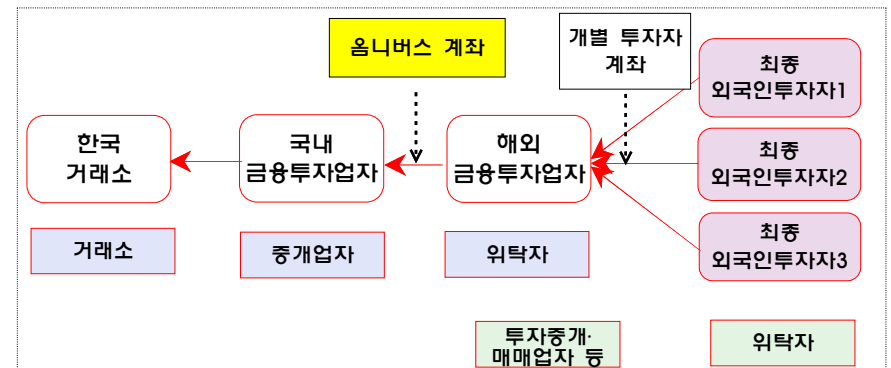 옴니버스 계좌
개별 투자자
계좌
최종
외국인투자자1
한국
거래소
국내
금융투자업자
해외
금융투자업자
최종
외국인투자자2
최종
외국인투자자3
거래소
중개업자
위탁자
투자중개·
매매업자 등
위탁자